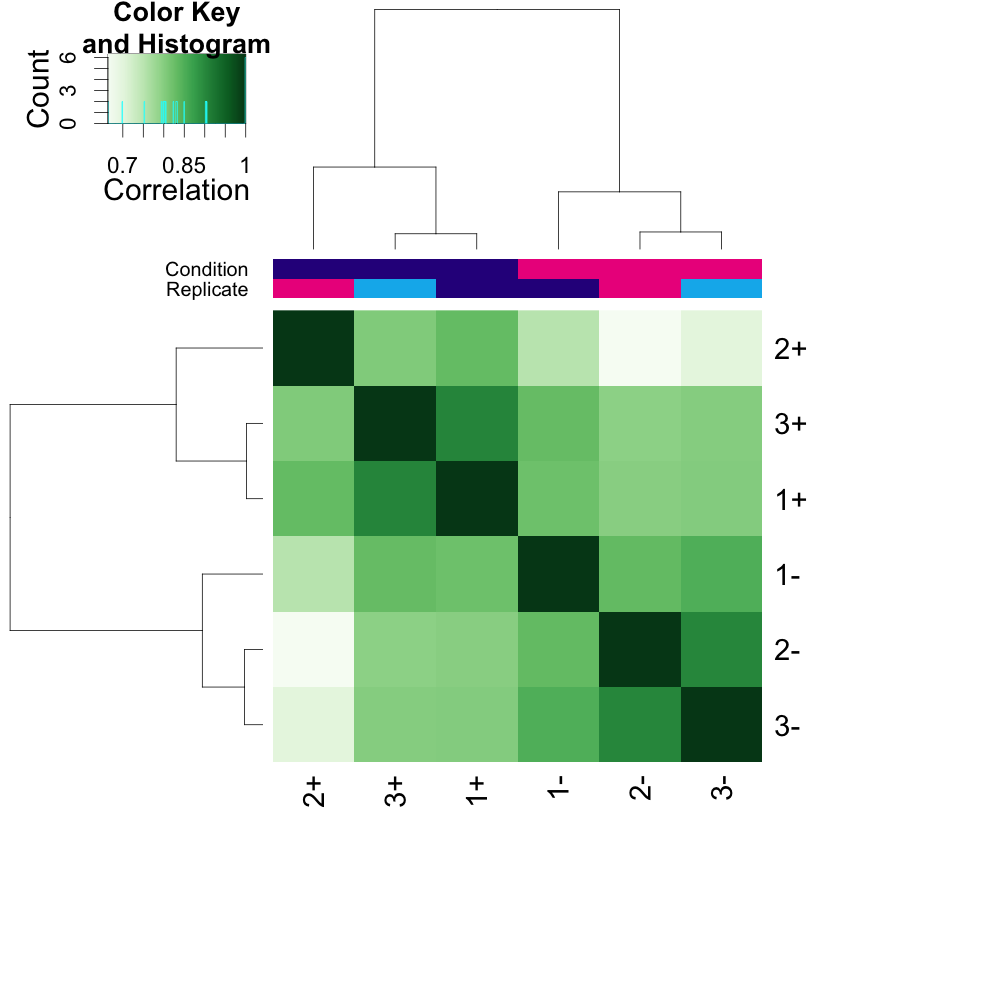 Color Key
and Histogram
Count
0 3 6
0.7 0.85 1
Correlation
Condition
Replicate
2+
3+
1+
1-
2-
3-
2+ 3+ 1+ 1- 2- 3-